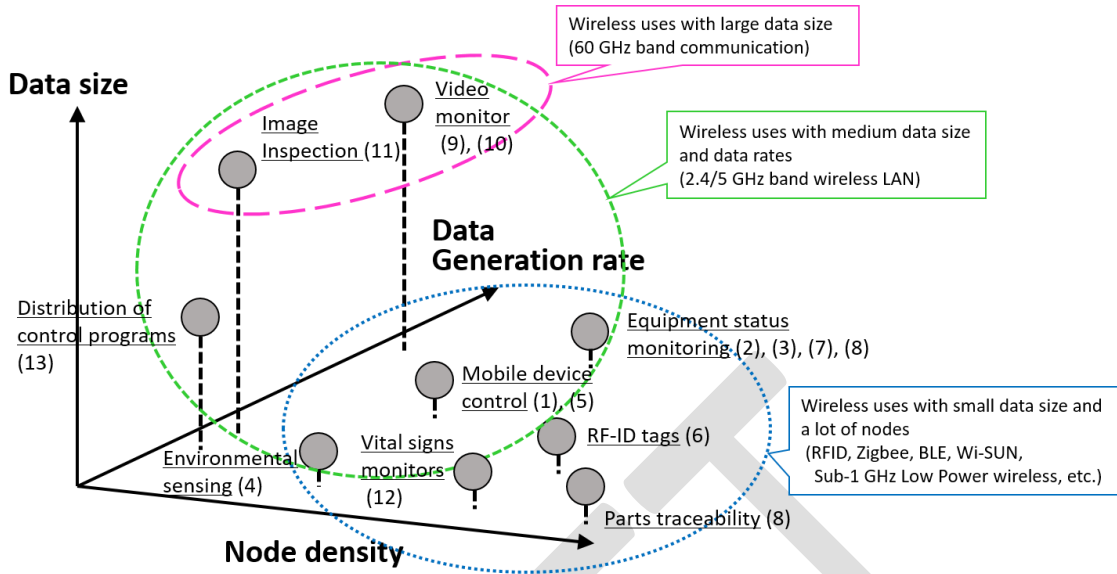 Wireless uses with large data size
(60 GHz band communication)
Data size
Video
monitor
(9), (10)
Image
Inspection (11)
Wireless uses with medium data size
and data rates
(2.4/5 GHz band wireless LAN)
Data
Generation rate
Distribution of
control programs
(13)
Equipment status
monitoring (2), (3), (7), (8)
Mobile device
control (1), (5)
Wireless uses with small data size and
a lot of nodes
(RFID, Zigbee, BLE, Wi-SUN,
Sub-1 GHz Low Power wireless, etc.)
RF-ID tags (6)
Environmental
sensing (4)
Vital signs
monitors
(12)
Parts traceability (8)
Node density